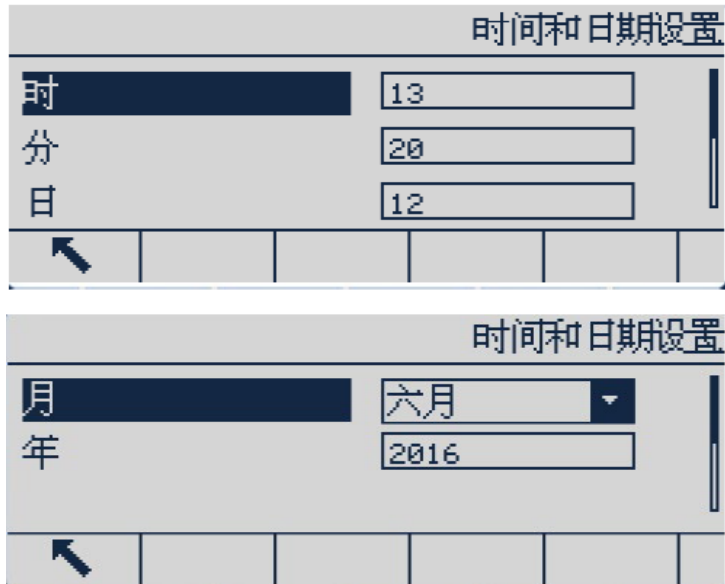 时间和日期设置
时 13
分 20
日 12
时间和日期设置
月 六月
年 2016